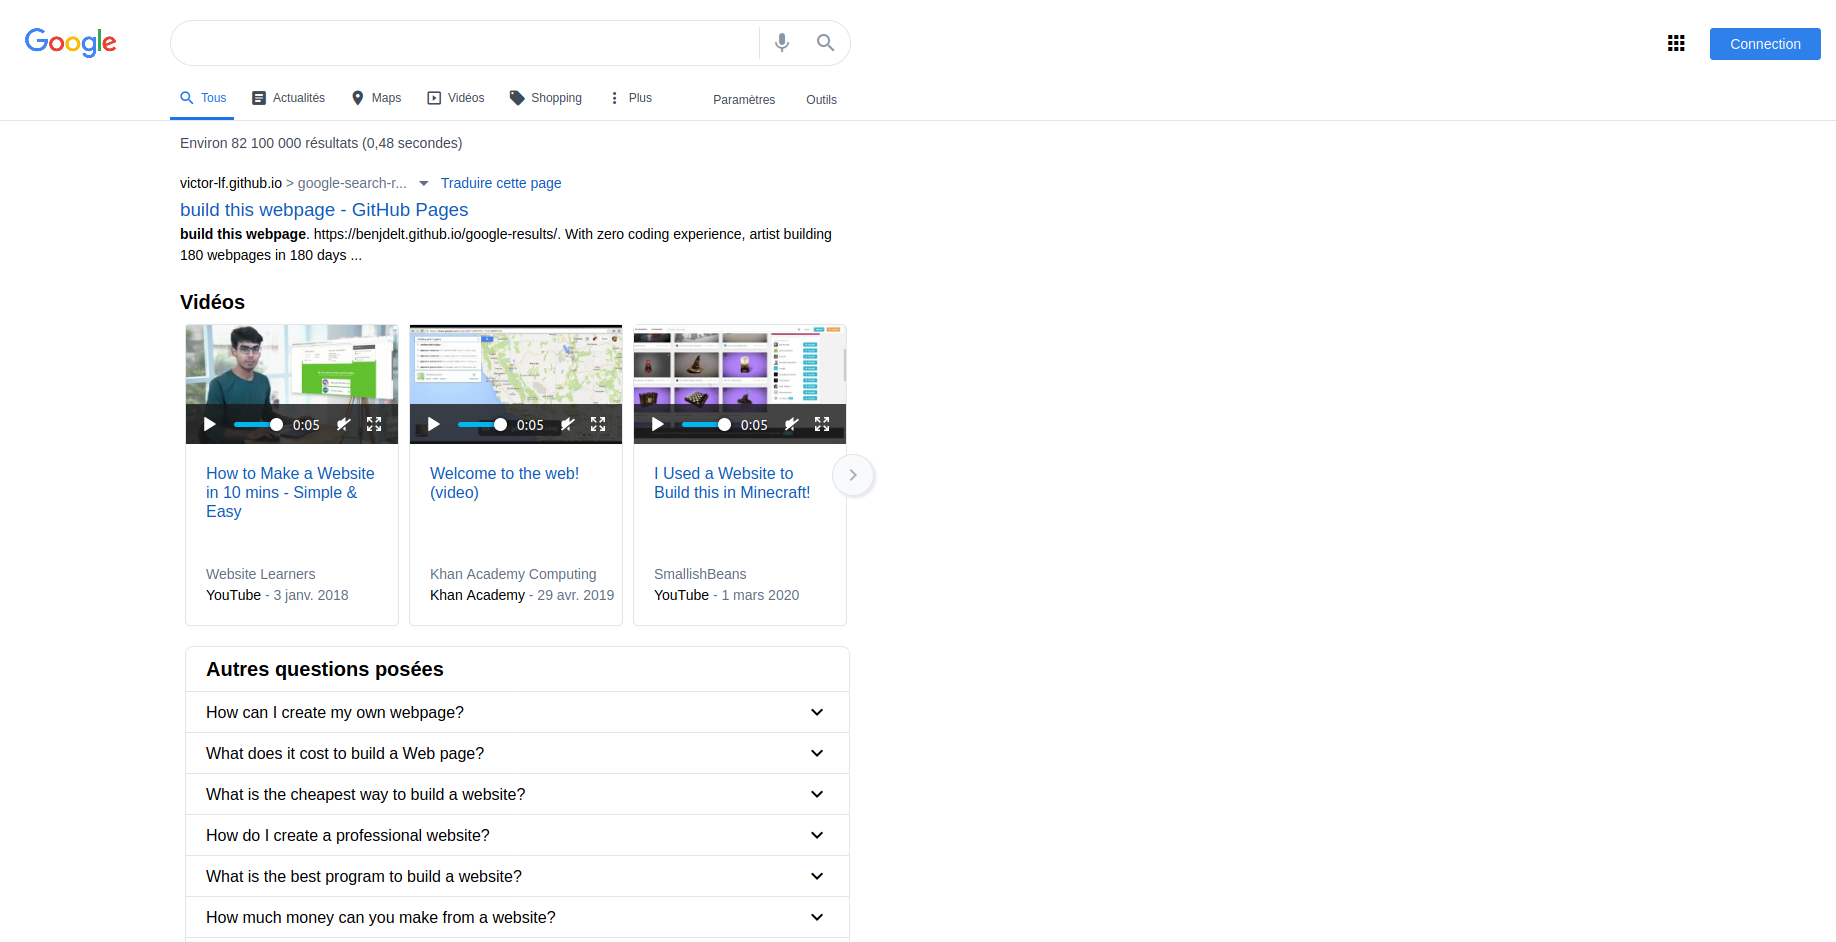 Google
Connection
Tous Actualités Maps Vidéos Shopping Plus Paramètres Outils
Environ 82 100 000 résultats (0,48 secondes)
victor-lf.github.io > google-search-r... Traduire cette page
build this webpage - GitHub Pages
build this webpage. https://benjdelt.github.io/google-results/. With zero coding experience, artist building
180 webpages in 180 days ...
Vidéos
0:05
0:05
0:05
How to Make a Website
in 10 mins - Simple &
Easy
Website Learners
YouTube - 3 janv. 2018
Welcome to the web!
(video)
Khan Academy Computing
Khan Academy - 29 avr. 2019
I Used a Website to
Build this in Minecraft!
SmallishBeans
YouTube - 1 mars 2020
Autres questions posées
How can I create my own webpage?
What does it cost to build a Web page?
What is the cheapest way to build a website?
How do I create a professional website?
What is the best program to build a website?
How much money can you make from a website?